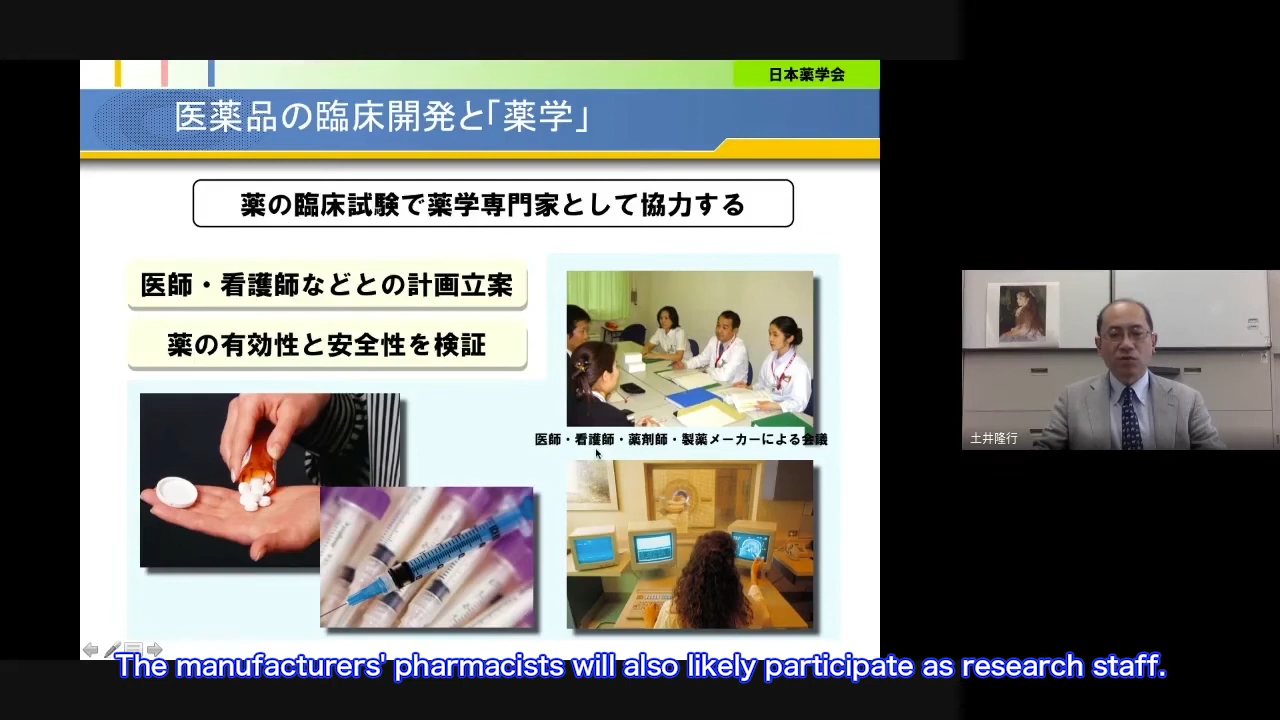 日本薬学会
医薬品の臨床開発と「薬学」
薬の臨床試験で薬学専門家として協力する
医師・看護師などとの計画立案
薬の有効性と安全性を検証
医師・看護師・薬剤師・製薬メーカーによる会議
土井隆行
The manufacturers' pharmacists will also likely participate as research staff.